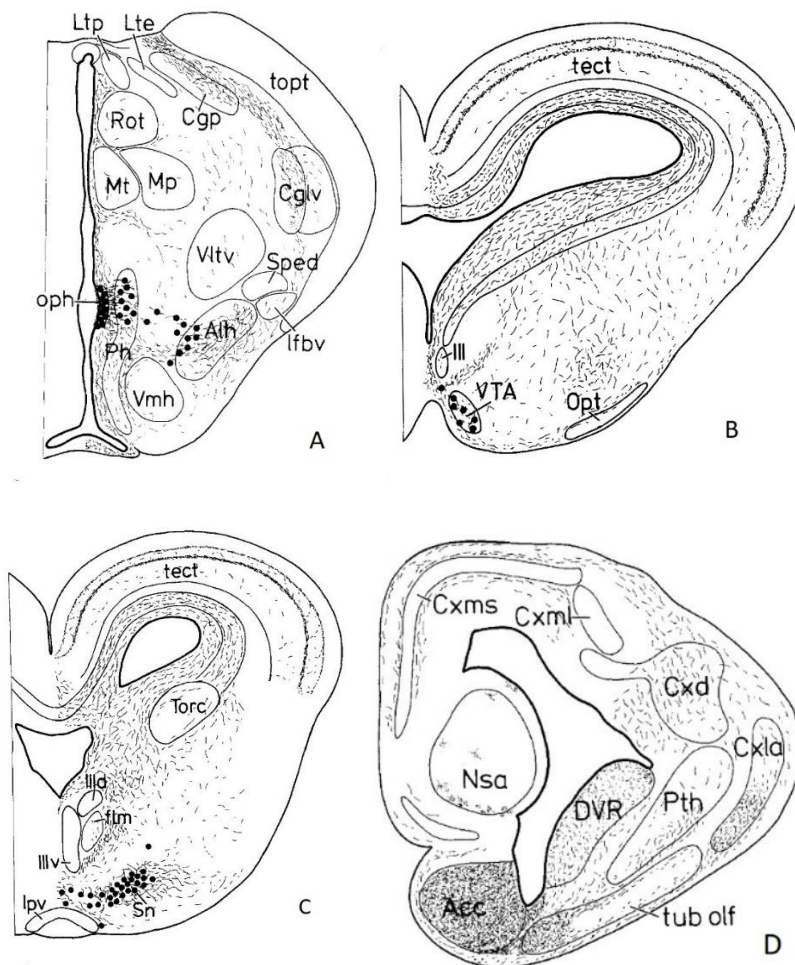 Ltp
Lte
topt
Cgp
Rot
Mt
Mp
Cglv
Vltv
Sped
oph
Alh
Ph
lfbv
Vmh
A
tect
III
VTA
Opt
B
tect
Torc
IIId
flm
IIIv
Ipv
Sn
C
Cxms
Cxml
Cxd
Cxla
Nsa
DVR
Pth
Acc
tub olf
D